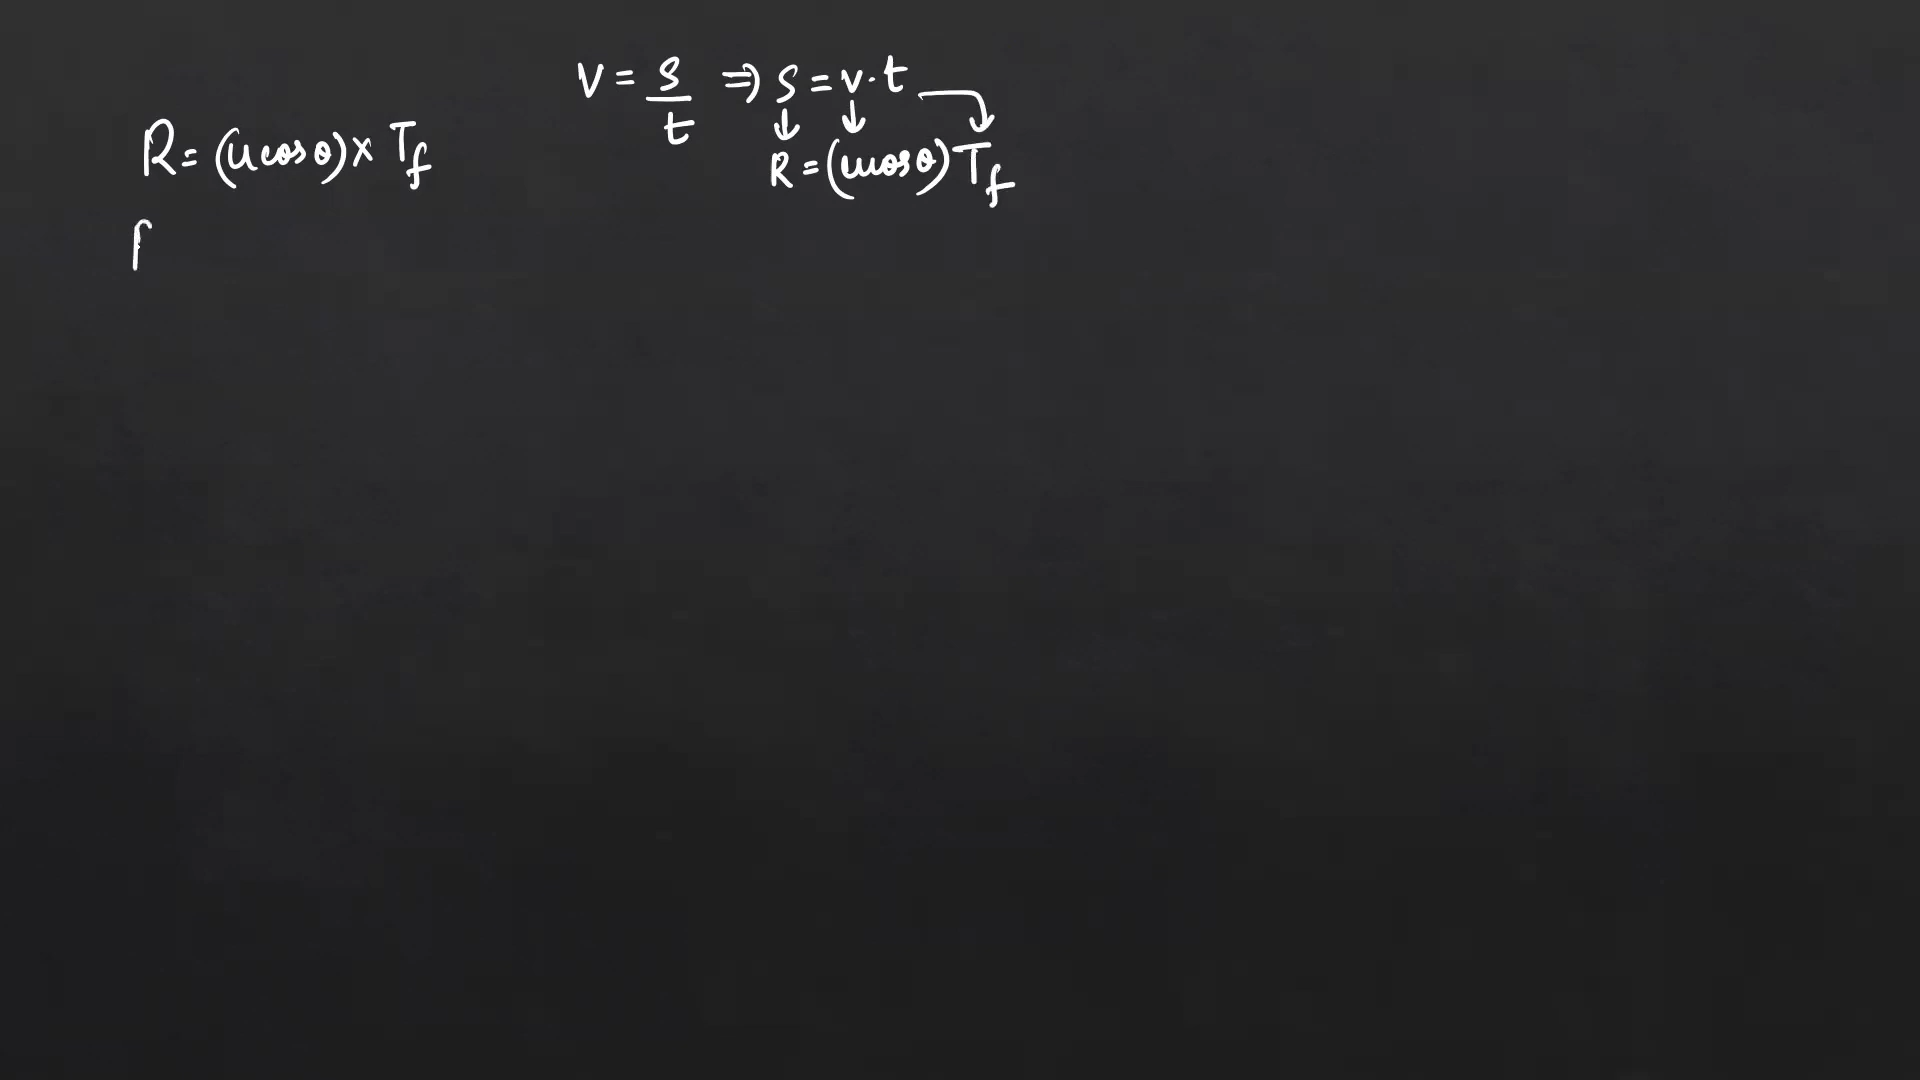 V = S/t ⇒ S = v·t
R = (u cos θ) × T_f
R = (u cos θ) T_f